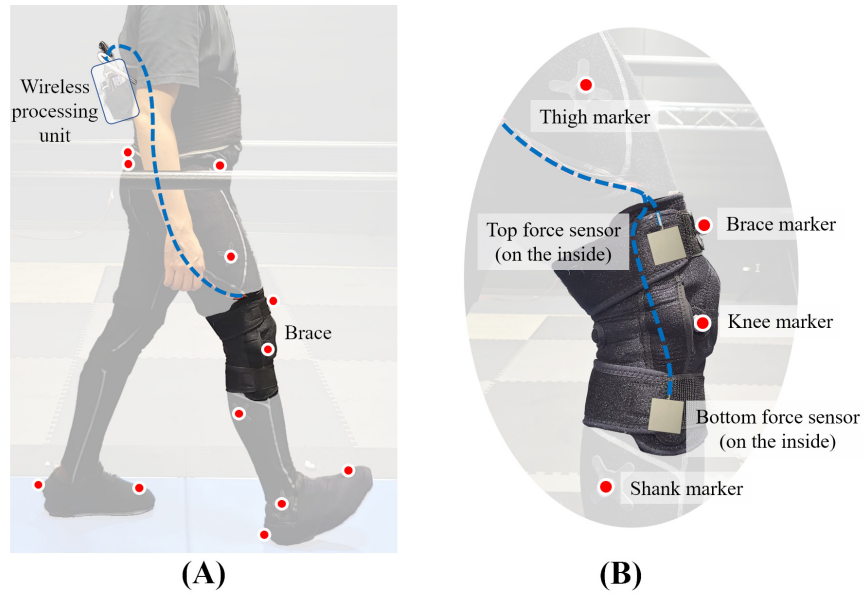 Wireless
processing
unit
Brace
(A)
Thigh marker
Top force sensor
(on the inside)
Brace marker
Knee marker
Bottom force sensor
(on the inside)
Shank marker
(B)